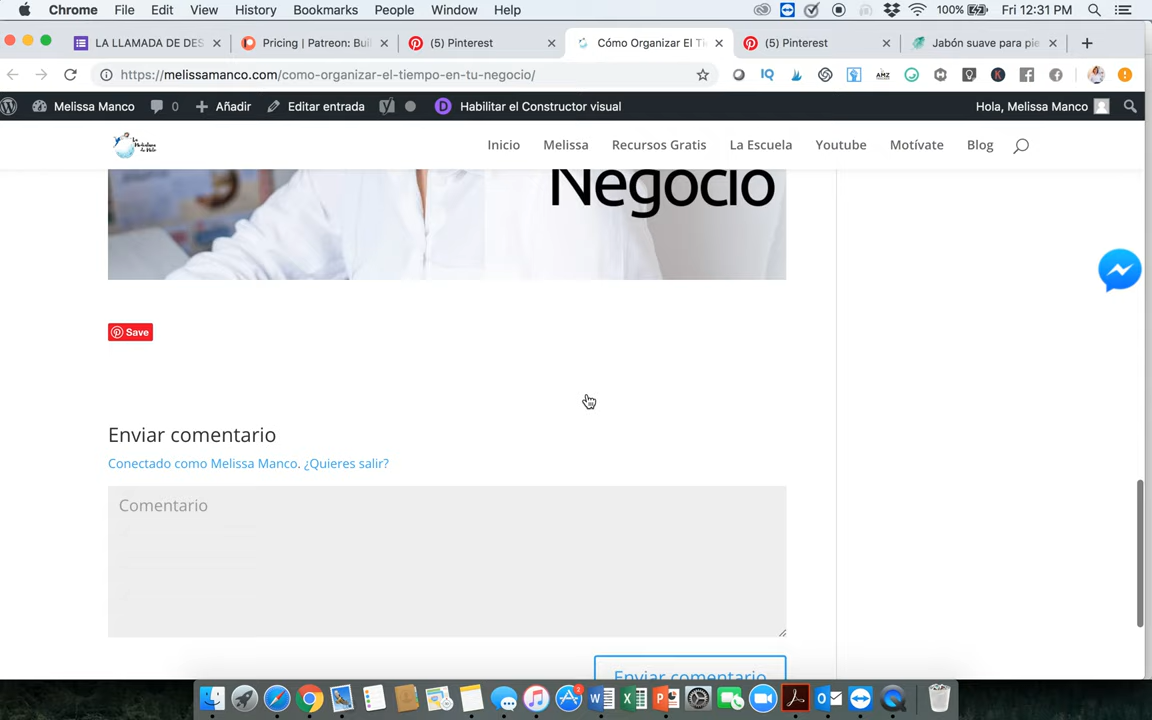 Chrome File Edit View History Bookmarks People Window Help 100% Fri 12:31 PM
LA LLAMADA DE DES
Pricing | Patreon: Bui
(5) Pinterest
Cómo Organizar El Ti
(5) Pinterest
Jabón suave para pie
https://melissamanco.com/como-organizar-el-tiempo-en-tu-negocio/
IQ
AMZ
Melissa Manco 0 Añadir Editar entrada D Habilitar el Constructor visual Hola, Melissa Manco
Inicio Melissa Recursos Gratis La Escuela Youtube Motívate Blog
Negocio
Save
Enviar comentario
Conectado como Melissa Manco. ¿Quieres salir?
Comentario
Enviar comentario